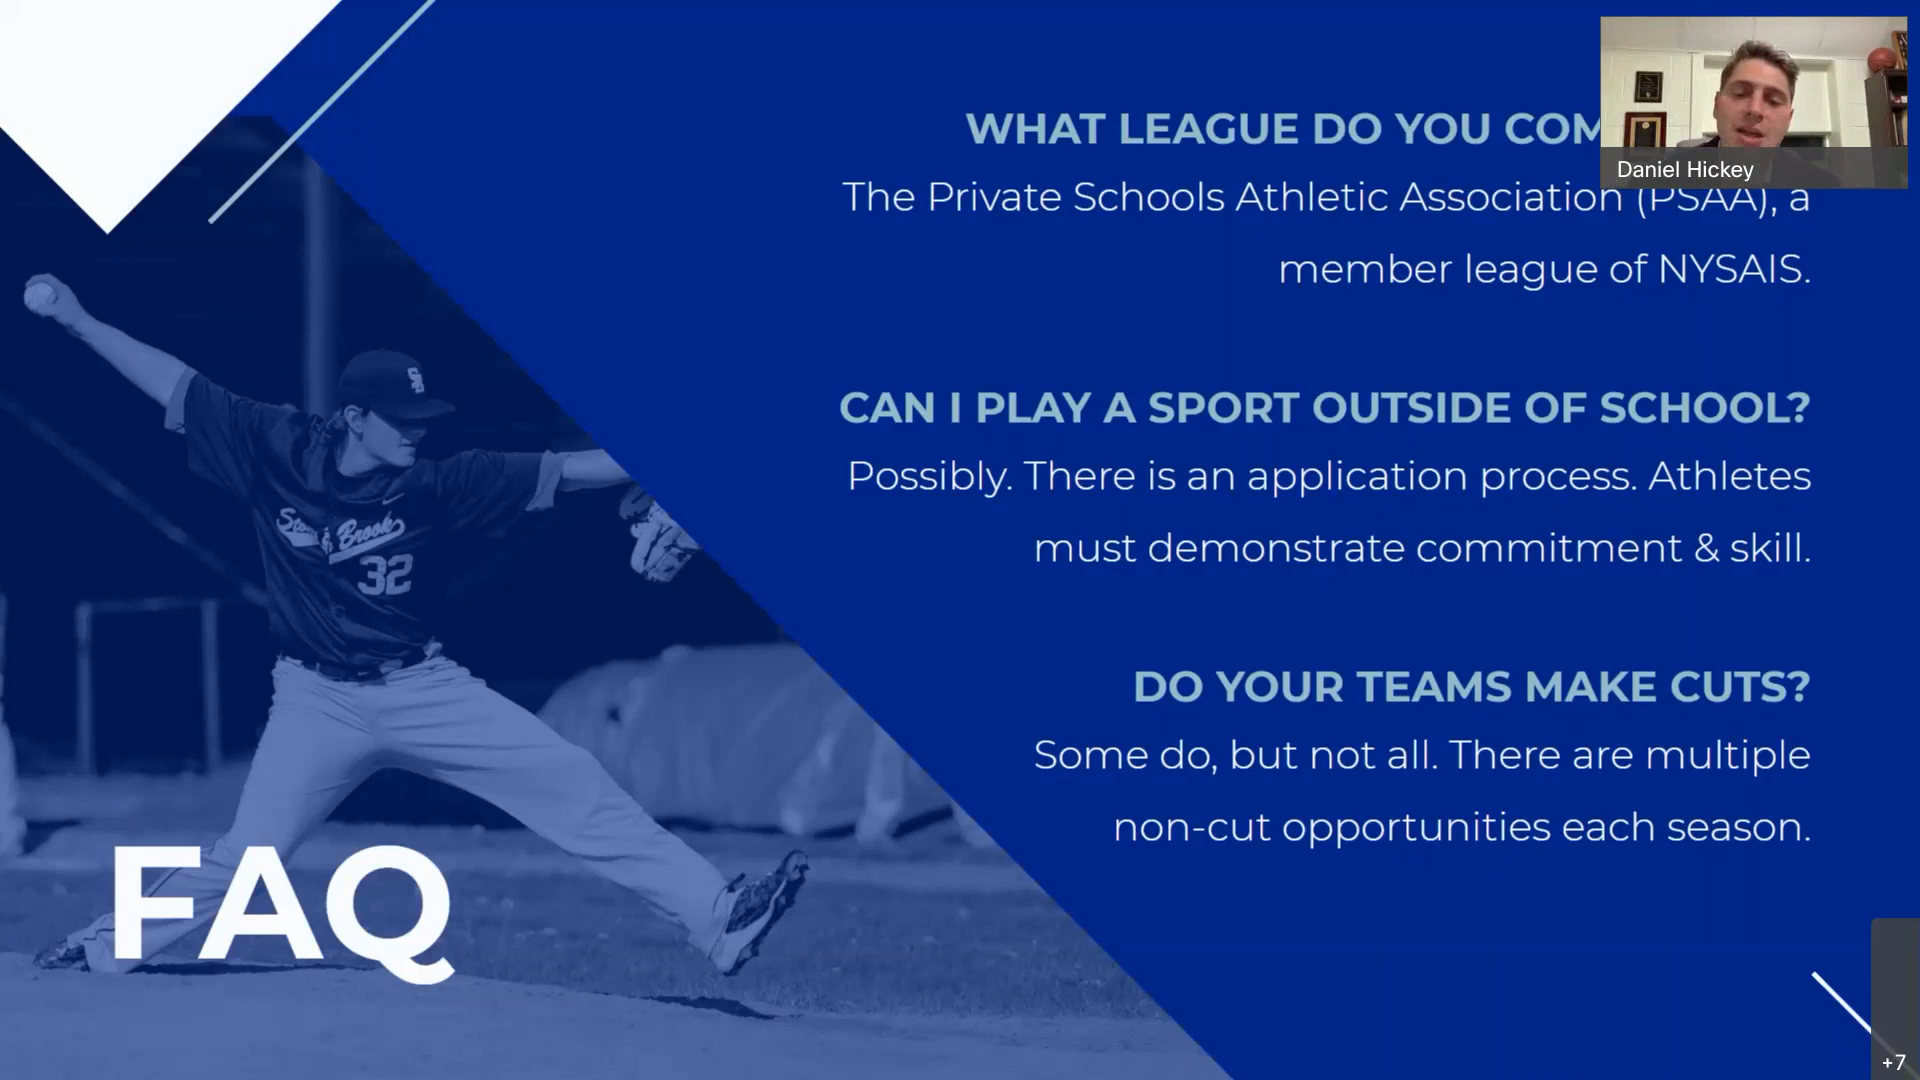 WHAT LEAGUE DO YOU COM
Daniel Hickey
The Private Schools Athletic Association (PSAA), a
member league of NYSAIS.
CAN I PLAY A SPORT OUTSIDE OF SCHOOL?
Possibly. There is an application process. Athletes
must demonstrate commitment & skill.
DO YOUR TEAMS MAKE CUTS?
Some do, but not all. There are multiple
non-cut opportunities each season.
SB
Brook
32
FAQ
+7